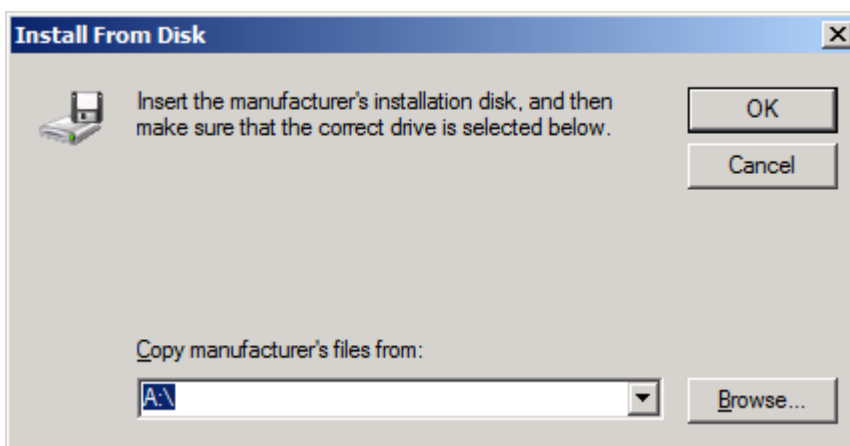 Install From Disk
Insert the manufacturer's installation disk, and then
make sure that the correct drive is selected below.
OK
Cancel
Copy manufacturer's files from:
A:\
Browse...